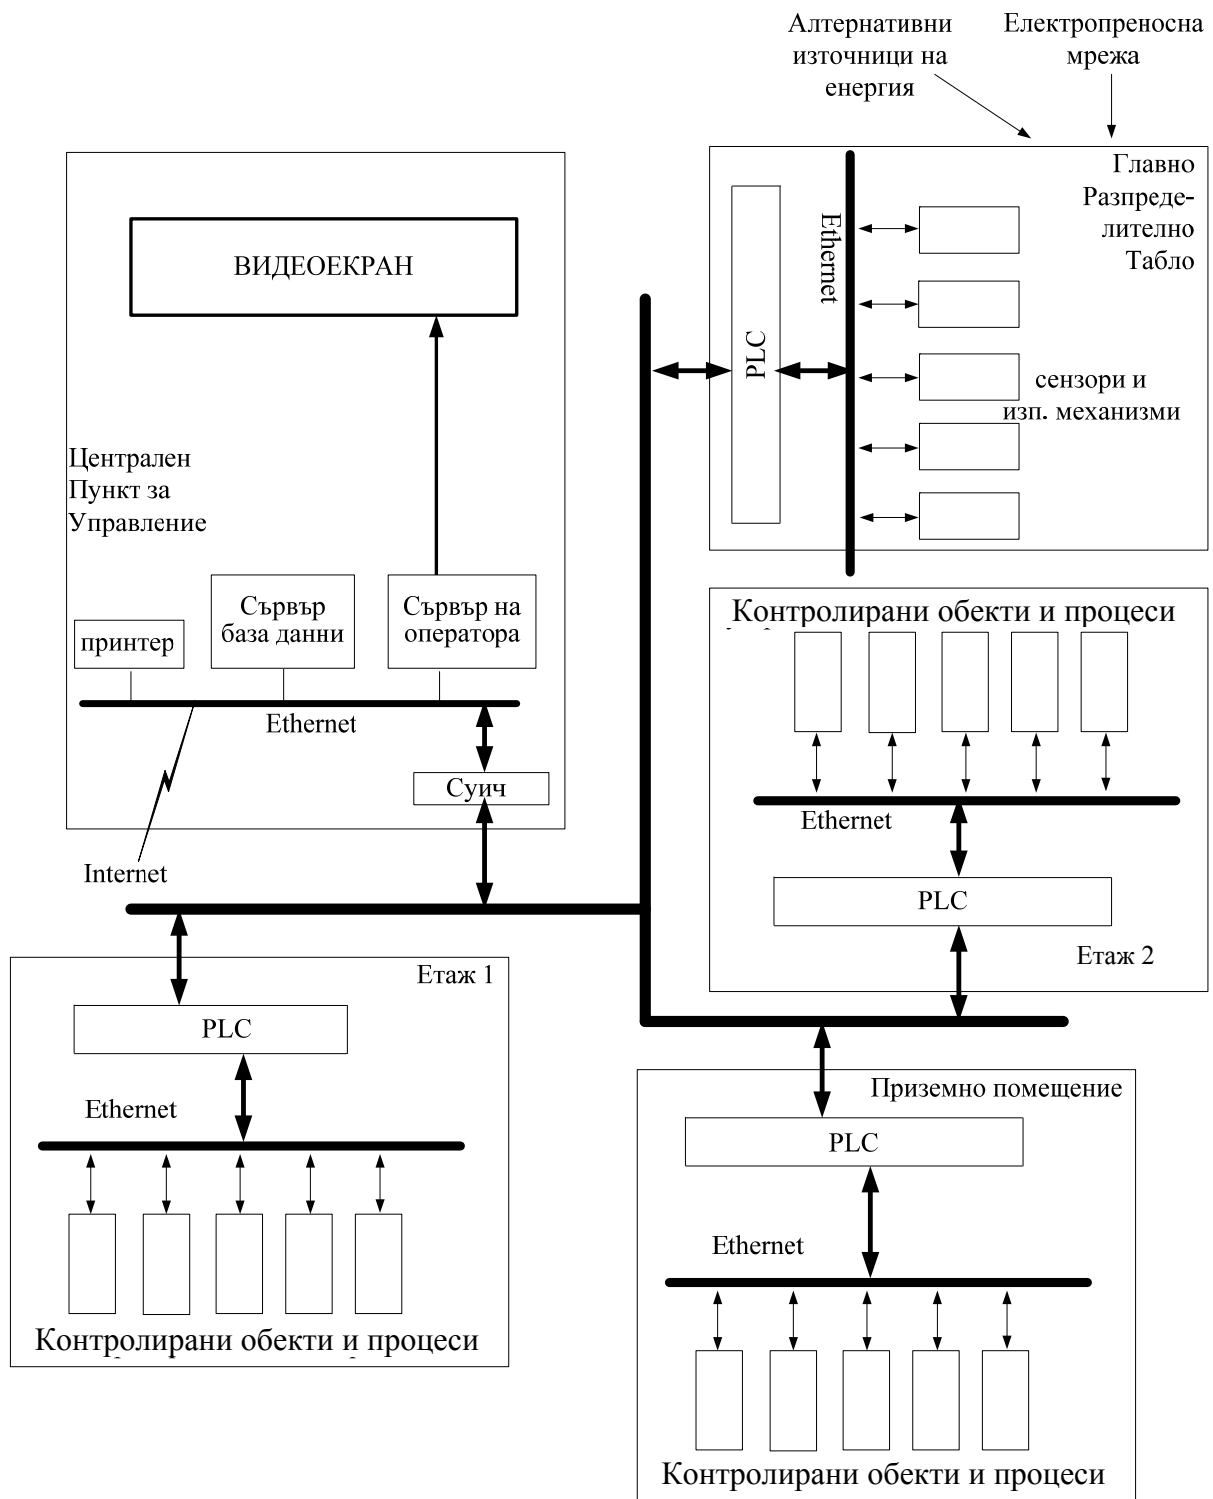 Алтернативни
източници на
енергия
Електропреносна
мрежа
Главно
Разпреде-
лително
Табло
Ethernet
PLC
сензори и
изп. механизми
ВИДЕОЕКРАН
Централен
Пункт за
Управление
принтер
Сървър
база данни
Сървър на
оператора
Ethernet
Суич
Internet
Контролирани обекти и процеси
Ethernet
PLC
Етаж 2
Етаж 1
PLC
Ethernet
Контролирани обекти и процеси
Приземно помещение
PLC
Ethernet
Контролирани обекти и процеси